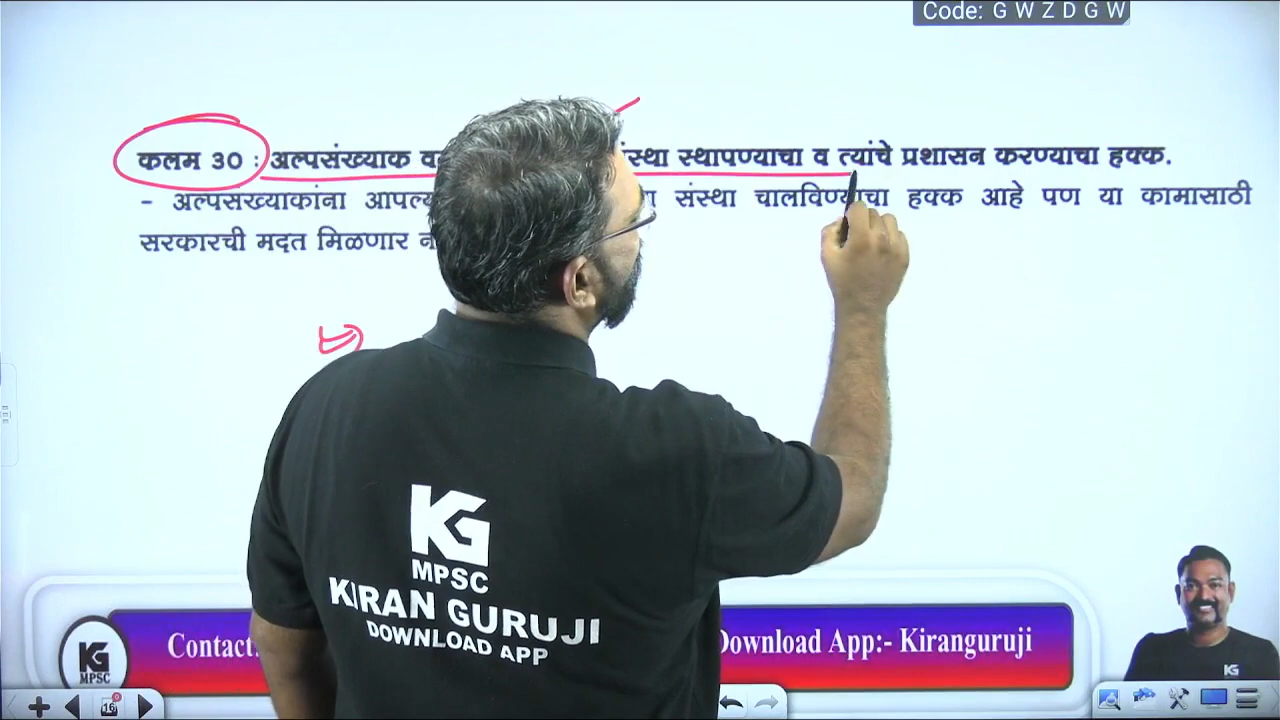 Code: G W Z D G W
कलम 30 : अल्पसंख्याक स्थापण्याचा व त्यांचे प्रशासन करण्याचा हक्क.
- अल्पसंख्याकांना संस्था चालविण्याचा हक्क आहे पण या कामासाठी
सरकारची मदत मिळणार
KG
MPSC
KIRAN GURUJI
DOWNLOAD APP
Contact: Download App:- Kiranguruji
KG
MPSC
KG
16